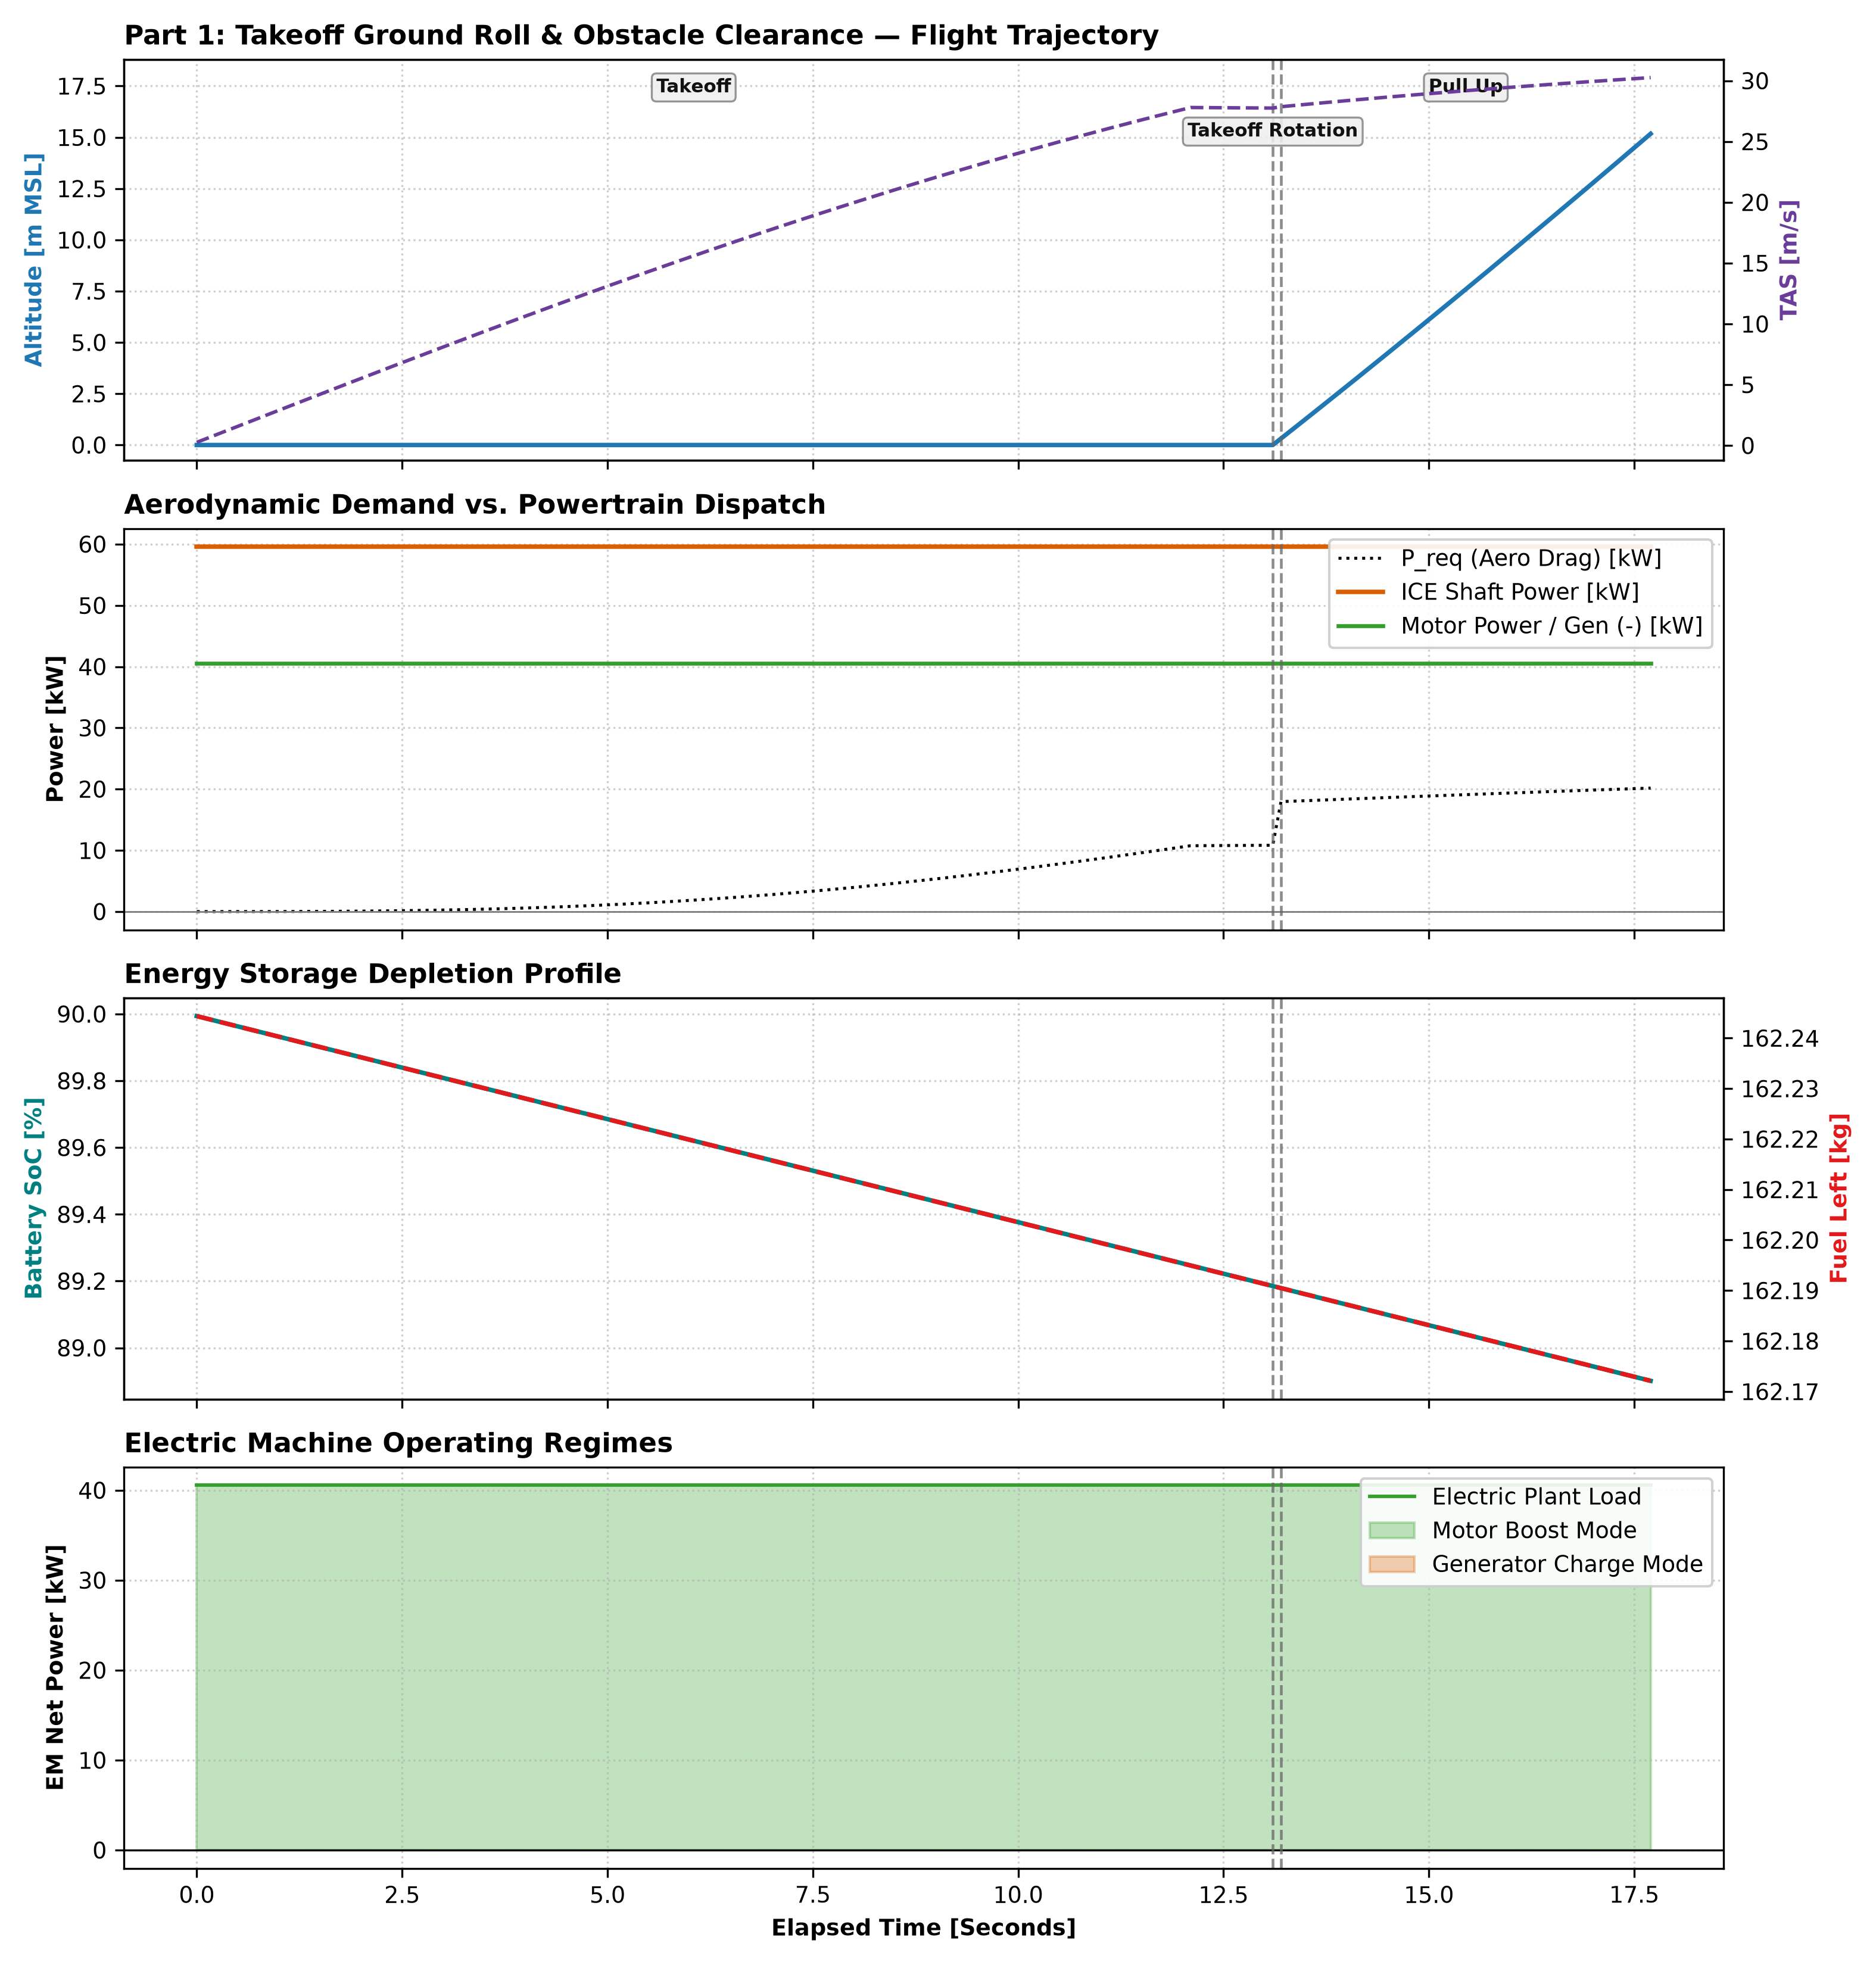 Part 1: Takeoff Ground Roll & Obstacle Clearance — Flight Trajectory
Takeoff
Pull Up
Takeoff Rotation
Altitude [m MSL]
17.5
15.0
12.5
10.0
7.5
5.0
2.5
0.0
TAS [m/s]
30
25
20
15
10
5
0
Aerodynamic Demand vs. Powertrain Dispatch
Power [kW]
60
50
40
30
20
10
0
P_req (Aero Drag) [kW]
ICE Shaft Power [kW]
Motor Power / Gen (-) [kW]
Energy Storage Depletion Profile
Battery SoC [%]
90.0
89.8
89.6
89.4
89.2
89.0
Fuel Left [kg]
162.24
162.23
162.22
162.21
162.20
162.19
162.18
162.17
Electric Machine Operating Regimes
EM Net Power [kW]
40
30
20
10
0
Electric Plant Load
Motor Boost Mode
Generator Charge Mode
0.0 2.5 5.0 7.5 10.0 12.5 15.0 17.5
Elapsed Time [Seconds]